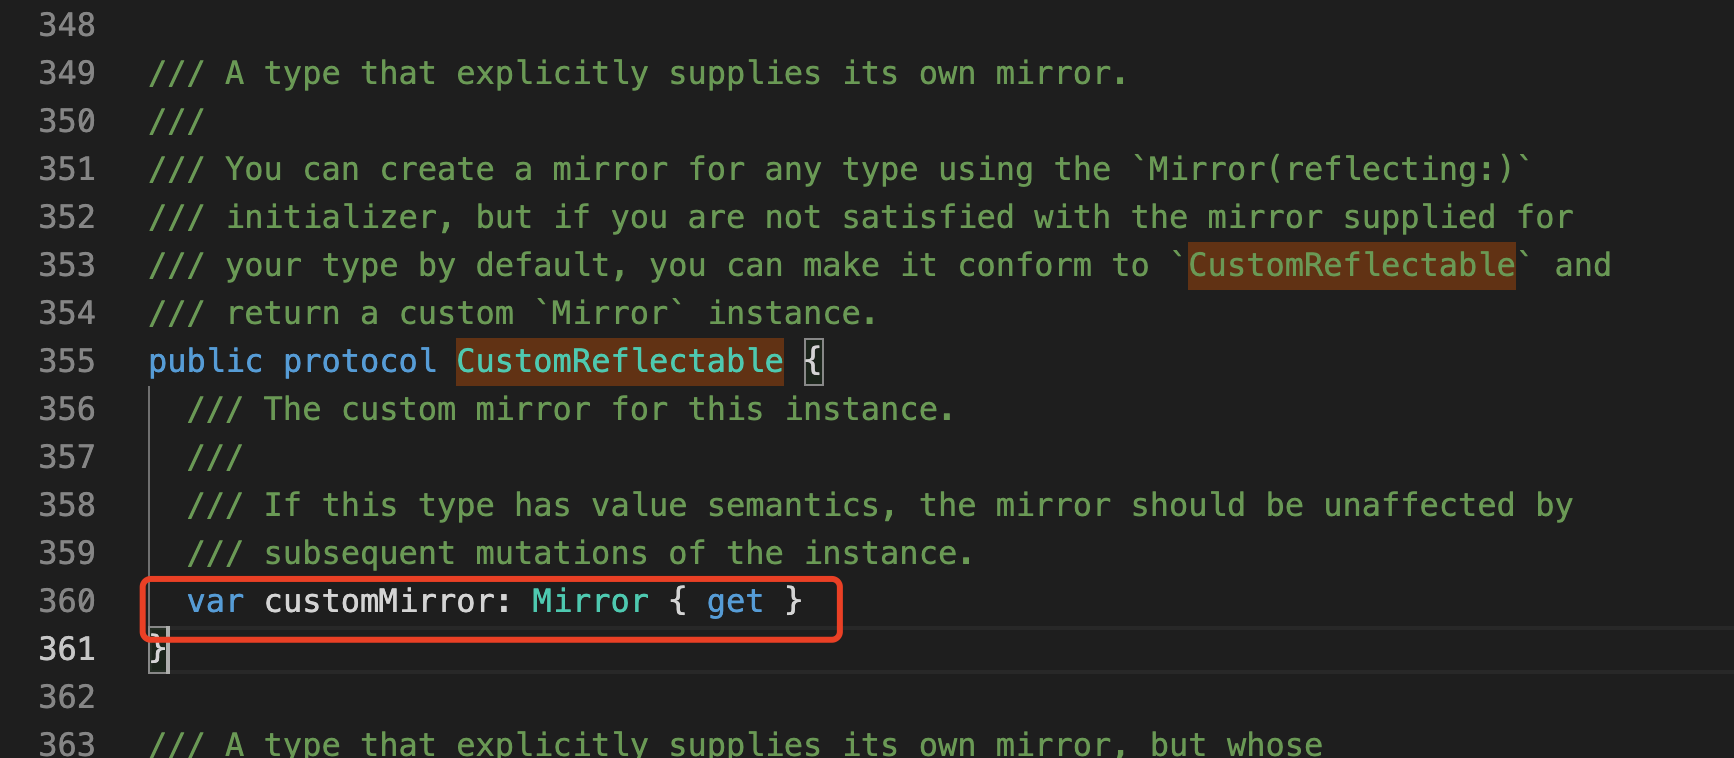 348
349 /// A type that explicitly supplies its own mirror.
350 ///
351 /// You can create a mirror for any type using the `Mirror(reflecting:)`
352 /// initializer, but if you are not satisfied with the mirror supplied for
353 /// your type by default, you can make it conform to `CustomReflectable` and
354 /// return a custom `Mirror` instance.
355 public protocol CustomReflectable {
356   /// The custom mirror for this instance.
357   ///
358   /// If this type has value semantics, the mirror should be unaffected by
359   /// subsequent mutations of the instance.
360   var customMirror: Mirror { get }
361 }
362
363 /// A type that explicitly supplies its own mirror, but whose